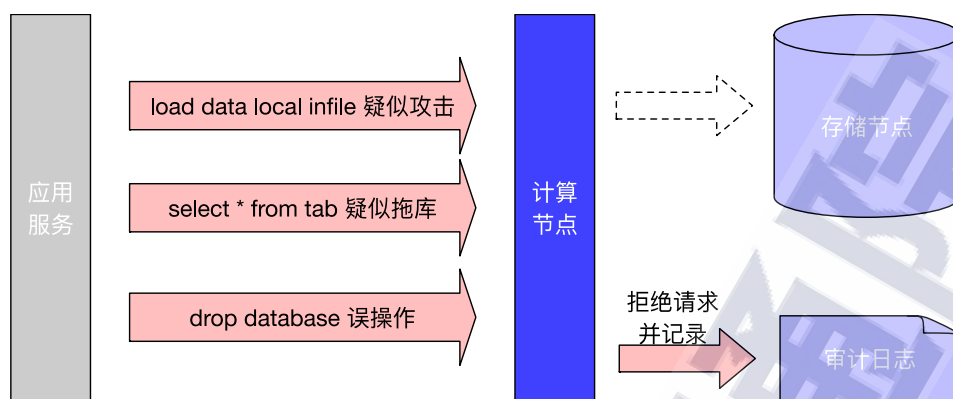 load data local infile 疑似攻击
存储节点
应用
服务
select * from tab 疑似拖库
计算
节点
drop database 误操作
拒绝请求
并记录
审计日志